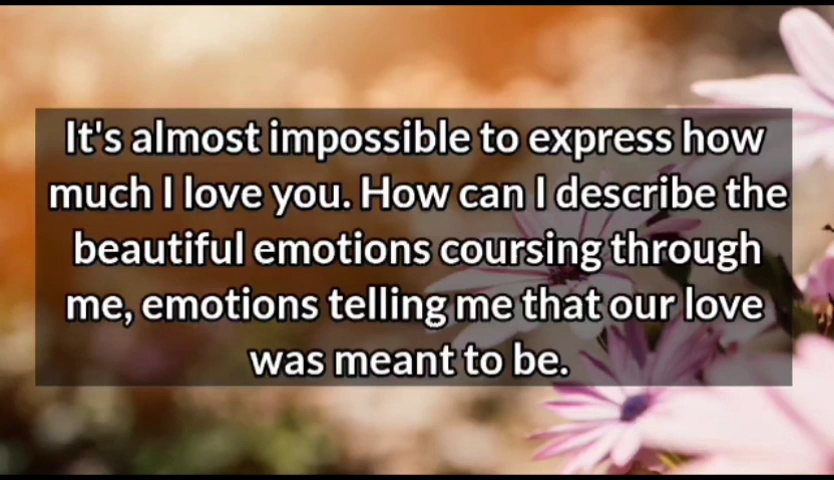 It's almost impossible to express how
much I love you. How can I describe the
beautiful emotions coursing through
me, emotions telling me that our love
was meant to be.